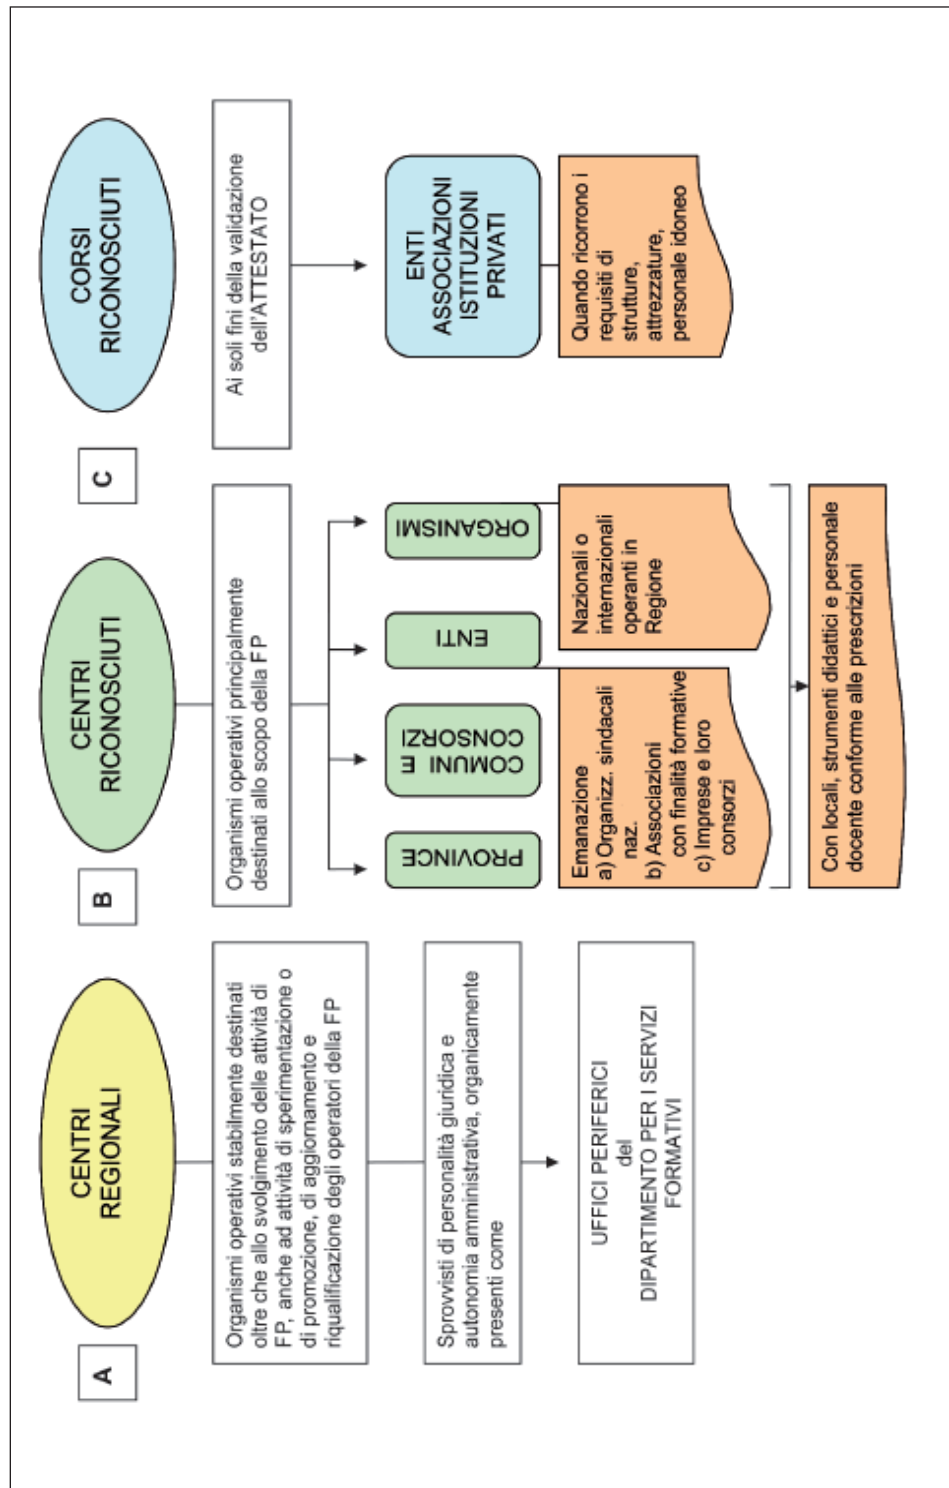 A
CENTRI
REGIONALI
Organismi operativi stabilmente destinati
oltre che allo svolgimento delle attività di
FP, anche ad attività di sperimentazione o
di promozione, di aggiornamento e
riqualificazione degli operatori della FP
Sprovvisti di personalità giuridica e
autonomia amministrativa, organicamente
presenti come
UFFICI PERIFERICI
del
DIPARTIMENTO PER I SERVIZI
FORMATIVI
B
CENTRI
RICONOSCIUTI
Organismi operativi principalmente
destinati allo scopo della FP
PROVINCE
COMUNI E
CONSORZI
ENTI
ORGANISMI
Emanazione
a) Organizz. sindacali
naz.
b) Associazioni
con finalità formative
c) Imprese e loro
consorzi
Nazionali o
internazionali
operanti in
Regione
Con locali, strumenti didattici e personale
docente conforme alle prescrizioni
C
CORSI
RICONOSCIUTI
Ai soli fini della validazione
dell'ATTESTATO
ENTI
ASSOCIAZIONI
ISTITUZIONI
PRIVATI
Quando ricorrono i
requisiti di
strutture,
attrezzature,
personale idoneo